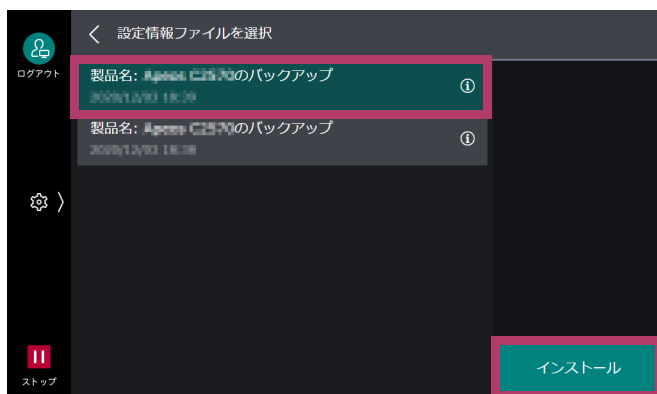 設定情報ファイルを選択
ログアウト
製品名: のバックアップ
製品名: のバックアップ
ストップ
インストール